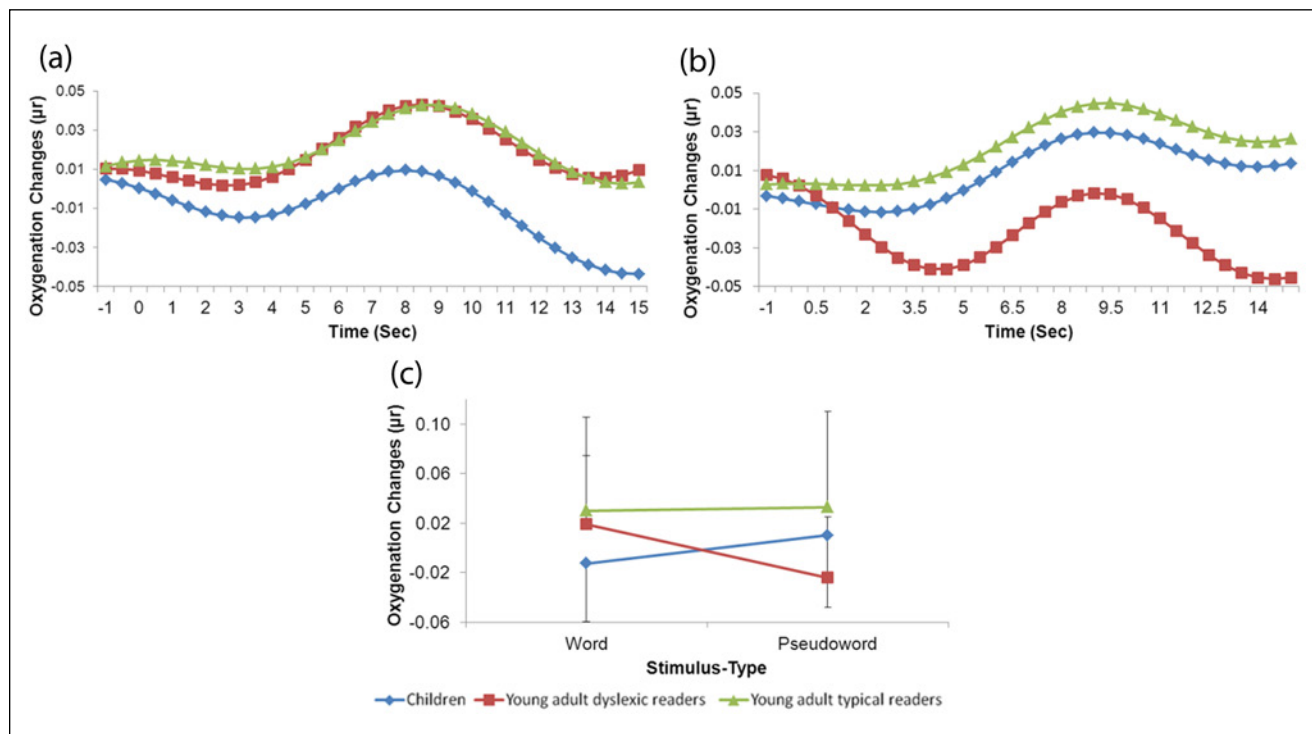 (a)
0.05
0.03
0.01
-0.01
-0.03
-0.05
Oxygenation Changes (µr)
-1 0 1 2 3 4 5 6 7 8 9 10 11 12 13 14 15
Time (Sec)
(b)
0.05
0.03
0.01
-0.01
-0.03
-0.05
Oxygenation Changes (µr)
-1 0.5 2 3.5 5 6.5 8 9.5 11 12.5 14
Time (Sec)
(c)
0.10
0.06
0.02
-0.02
-0.06
Oxygenation Changes (µr)
Word Pseudoword
Stimulus-Type
Children Young adult dyslexic readers Young adult typical readers